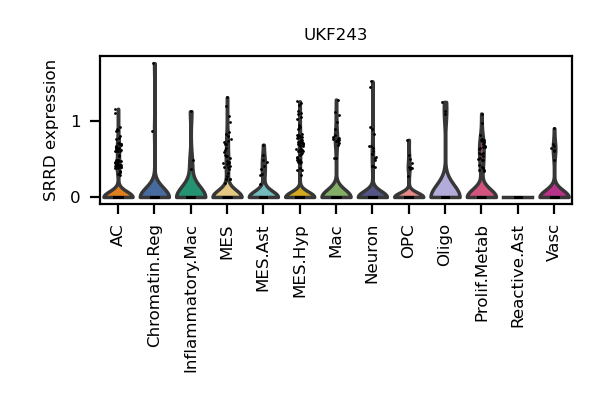 UKF243
SRRD expression
1
0
AC
Chromatin.Reg
Inflammatory.Mac
MES
MES.Ast
MES.Hyp
Mac
Neuron
OPC
Oligo
Prolif.Metab
Reactive.Ast
Vasc